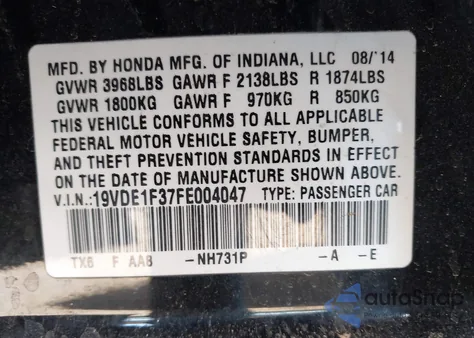 MFD. BY HONDA MFG. OF INDIANA, LLC 08/'14
GVWR 3968LBS GAWR F 2138LBS R 1874LBS
GVWR 1800KG GAWR F 970KG R 850KG
THIS VEHICLE CONFORMS TO ALL APPLICABLE
FEDERAL MOTOR VEHICLE SAFETY, BUMPER,
AND THEFT PREVENTION STANDARDS IN EFFECT
ON THE DATE OF MANUFACTURE SHOWN ABOVE.
V.I.N.:19VDE1F37FE004047 TYPE: PASSENGER CAR
TX6 F AA8 -NH731P -A -E
autoSnap